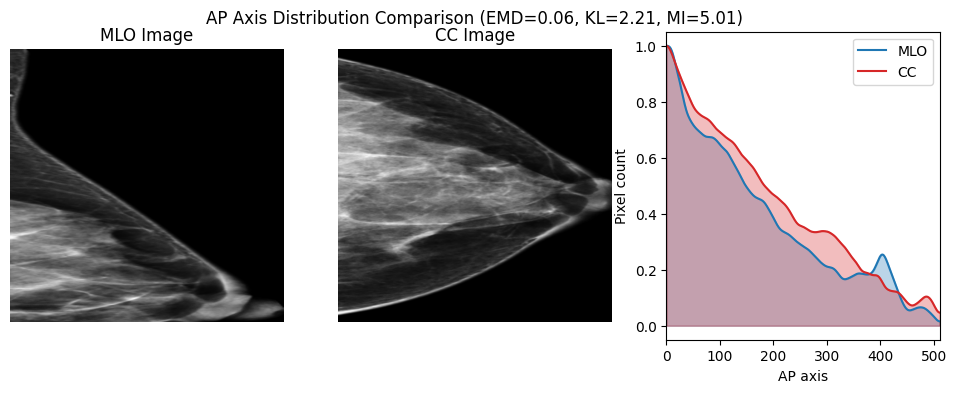 AP Axis Distribution Comparison (EMD=0.06, KL=2.21, MI=5.01)
MLO Image
CC Image
MLO
CC
Pixel count
1.0
0.8
0.6
0.4
0.2
0.0
0 100 200 300 400 500
AP axis